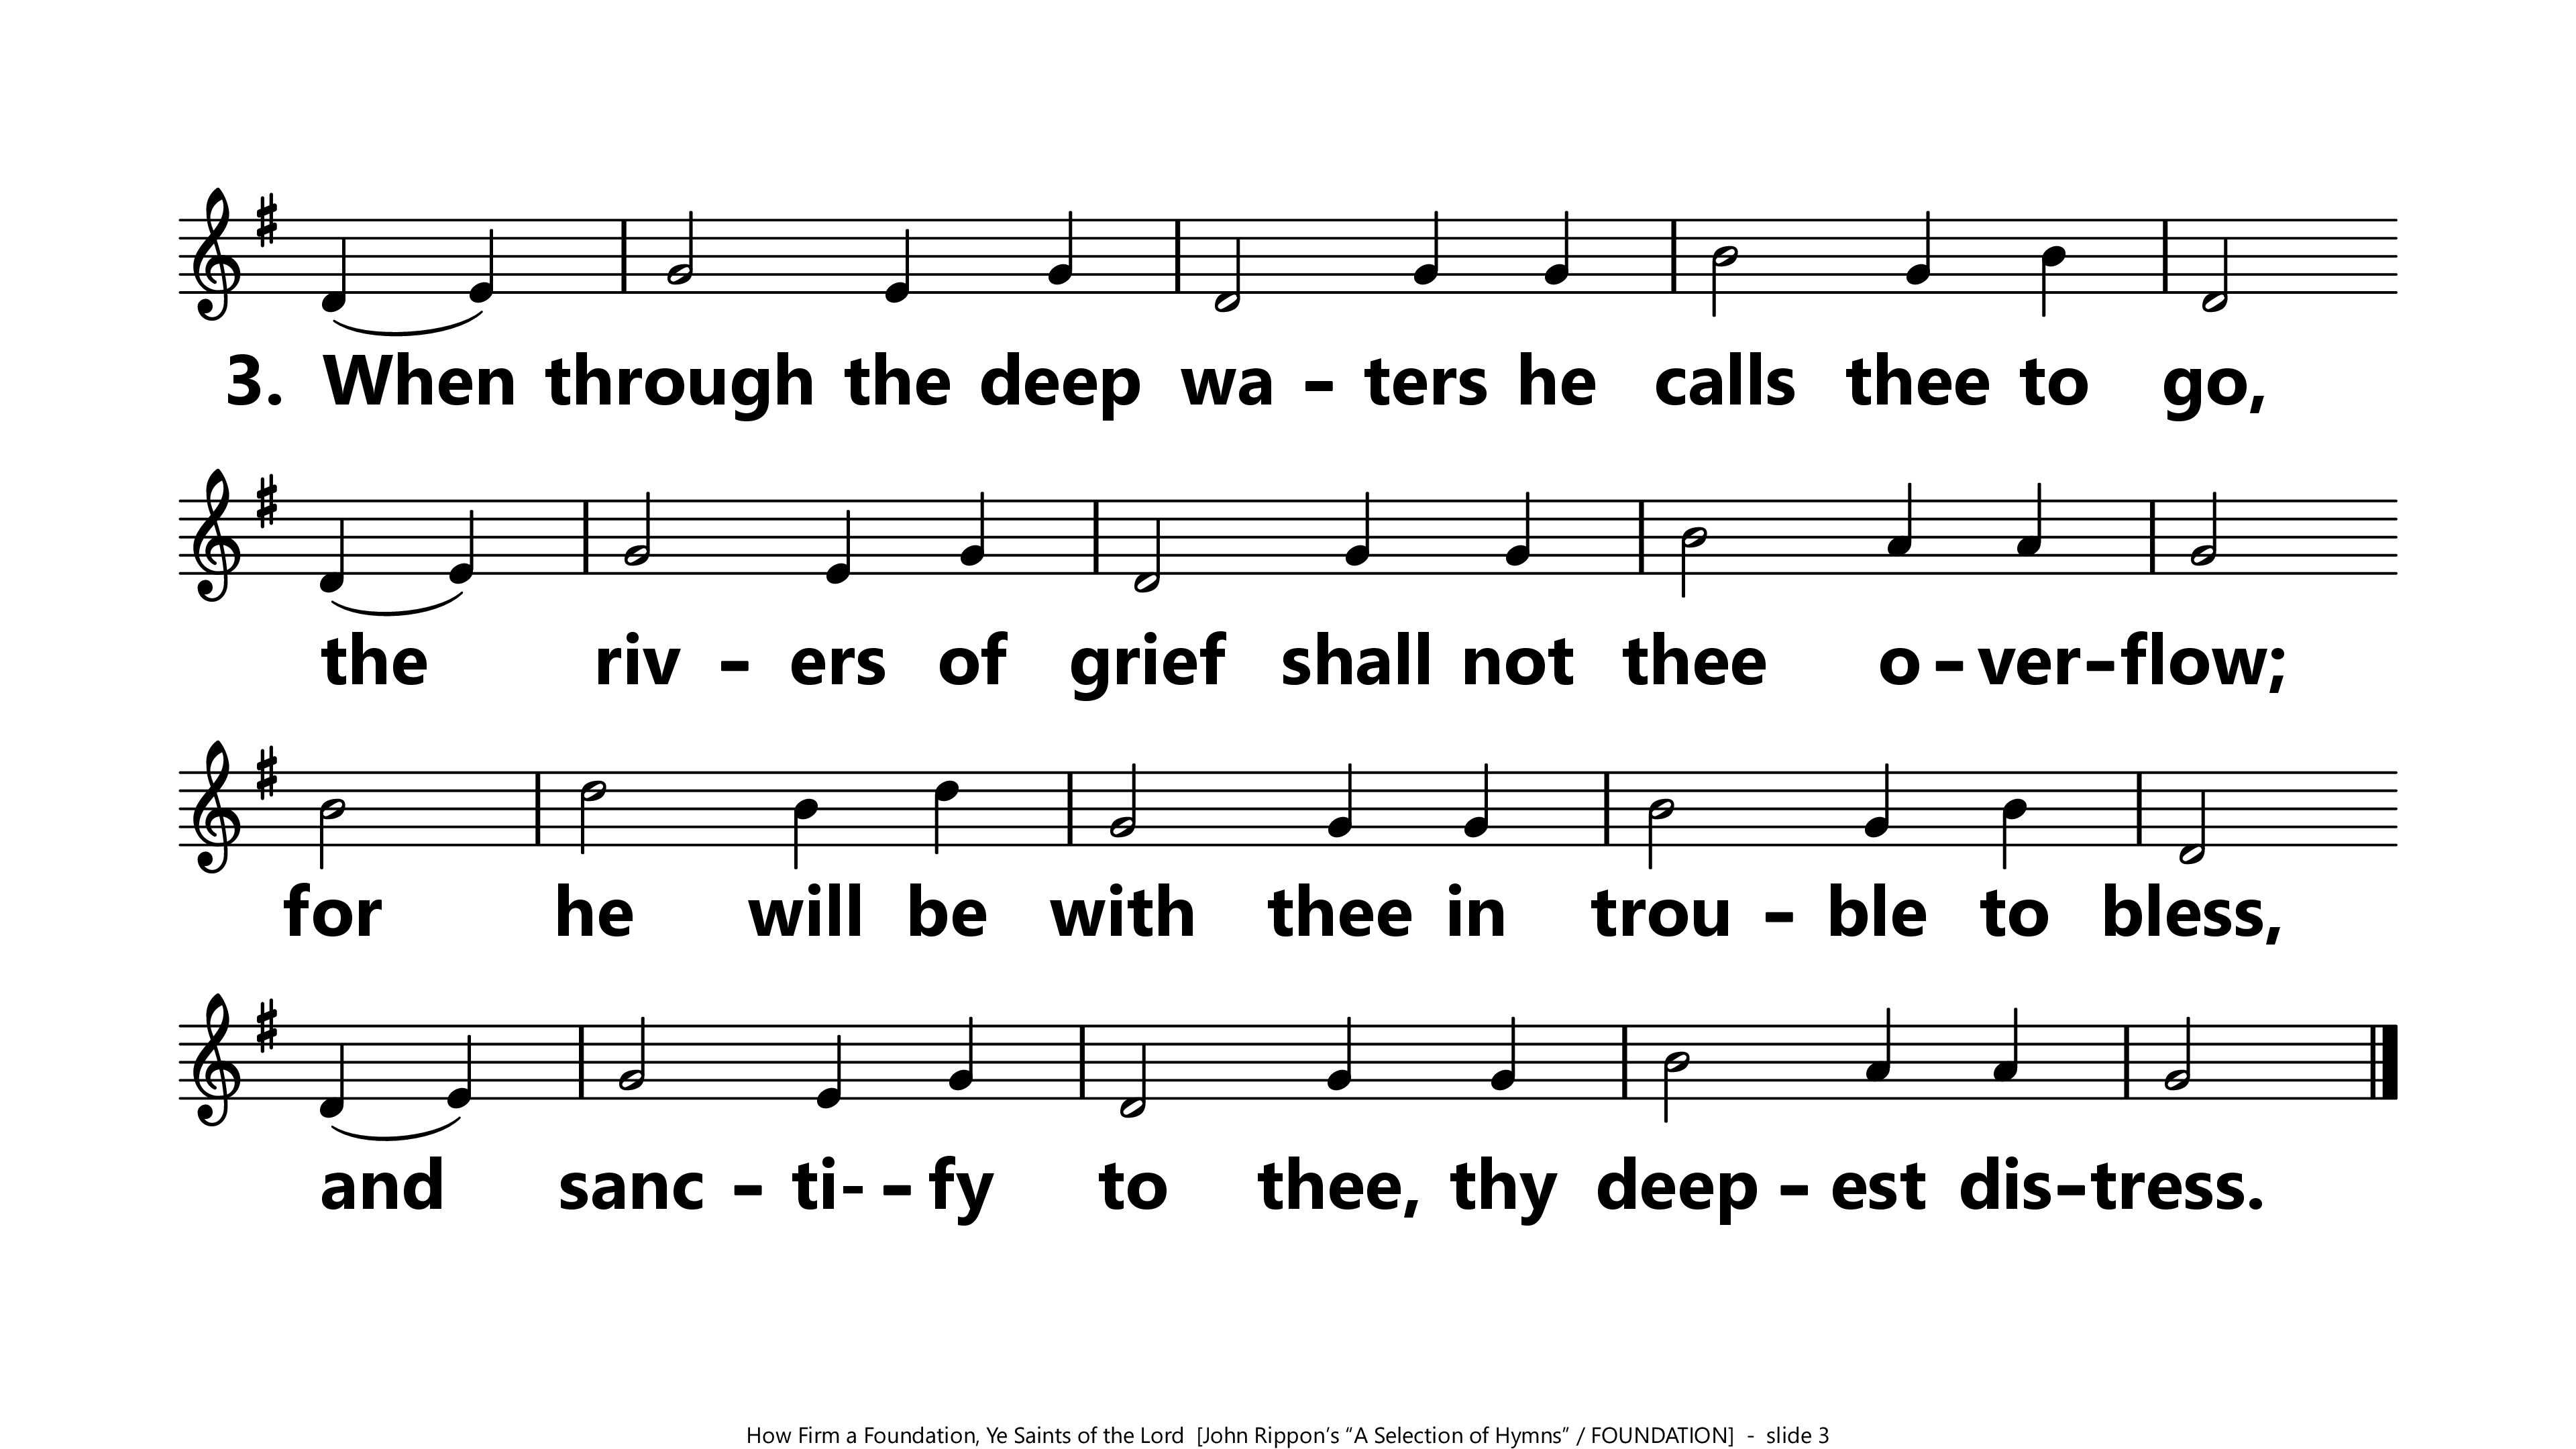 3. When through the deep wa - ters he calls thee to go,
the riv - ers of grief shall not thee o - ver - flow;
for he will be with thee in trou - ble to bless,
and sanc - ti- - fy to thee, thy deep - est dis - tress.
How Firm a Foundation, Ye Saints of the Lord [John Rippon’s “A Selection of Hymns” / FOUNDATION] - slide 3